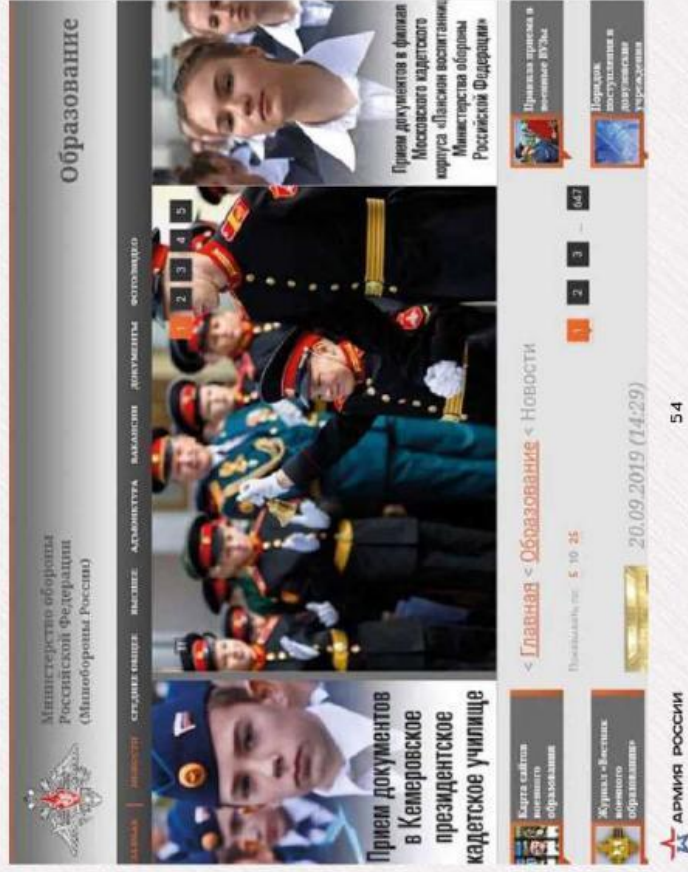 Министерство обороны
Российской Федерации
(Минобороны России)
Образование
ГЛАВНАЯ | НОВОСТИ СРЕДНЕЕ ОБЩЕЕ ВЫСШЕЕ АДЪЮНКТУРА ВАКАНСИИ ДОКУМЕНТЫ ФОТО/ВИДЕО
Прием документов
в Кемеровское
президентское
кадетское училище
1 2 3 4 5
Прием документов в филиал
Московского кадетского
корпуса «Пансион воспитанниц
Министерства обороны
Российской Федерации»
Карта сайтов
военного
образования
Журнал «Вестник
военного
образования»
< Главная < Образование < Новости
Показывать по: 5 10 25
1 2 3 ... 647
20.09.2019 (14:29)
Правила приема в
военные ВУЗы
Порядок
поступления в
довузовские
учреждения
АРМИЯ РОССИИ
54